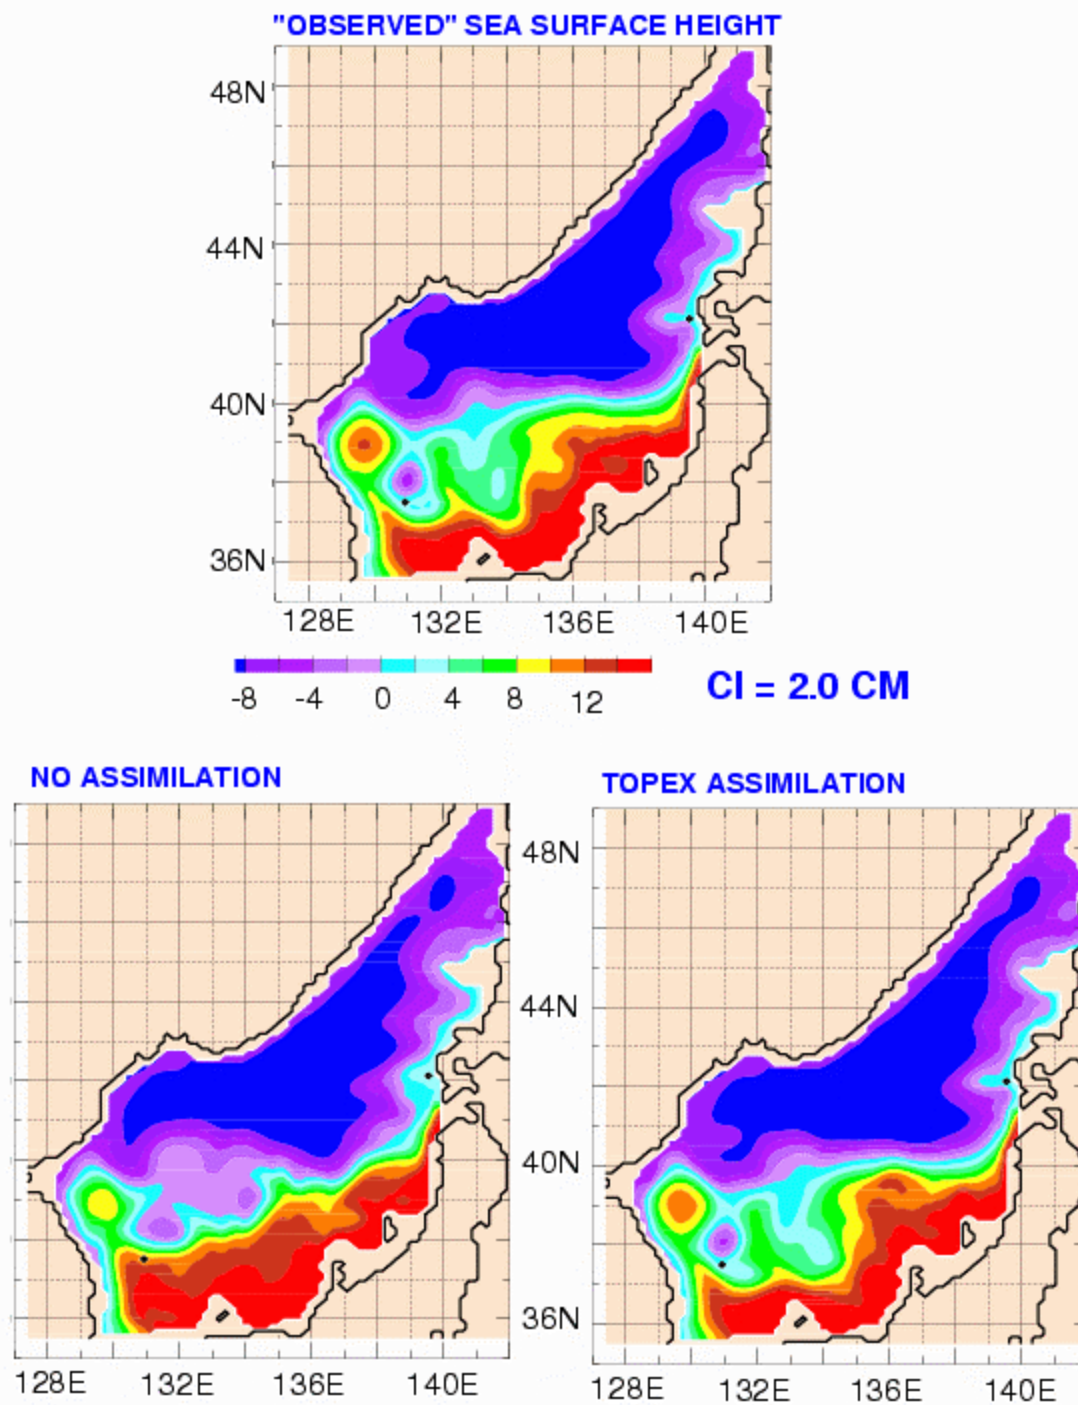 "OBSERVED" SEA SURFACE HEIGHT
48N
44N
40N
36N
128E 132E 136E 140E
-8 -4 0 4 8 12
CI = 2.0 CM
NO ASSIMILATION
TOPEX ASSIMILATION
48N
44N
40N
36N
128E 132E 136E 140E
128E 132E 136E 140E